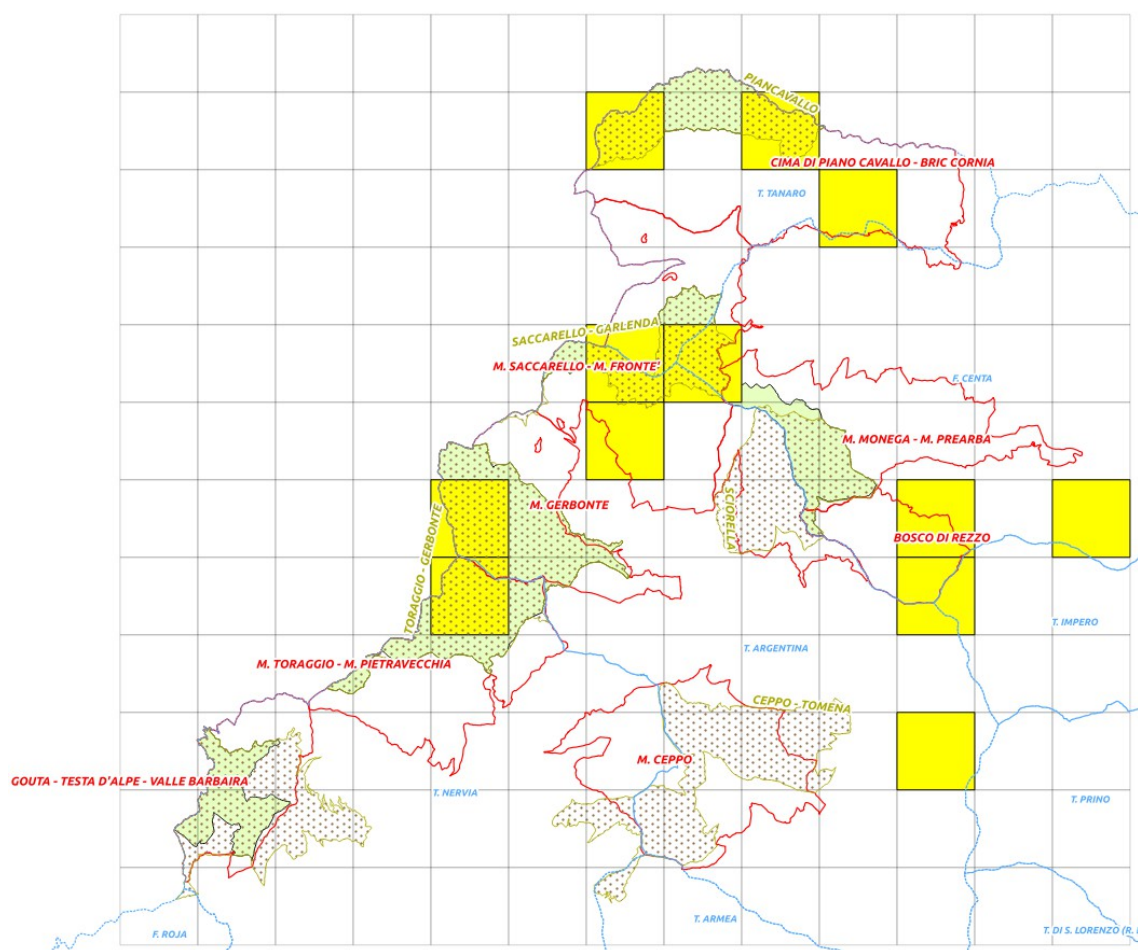 PIANCAVALLO
CIMA DI PIANO CAVALLO - BRIC CORNIA
T. TANARO
SACCARELLO - GARLENDA
M. SACCARELLO - M. FRONTE'
F. CENTA
M. MONEGA - M. PREARBA
SCIORELLA
M. GERBONTE
TORAGGIO - GERBONTE
BOSCO DI REZZO
T. IMPERO
T. ARGENTINA
M. TORAGGIO - M. PIETRAVECCHIA
CEPPO - TOMENA
M. CEPPO
GOUTA - TESTA D'ALPE - VALLE BARBAIRA
T. NERVIA
T. PRINO
T. ARMEA
F. ROJA
T. DI S. LORENZO (R.